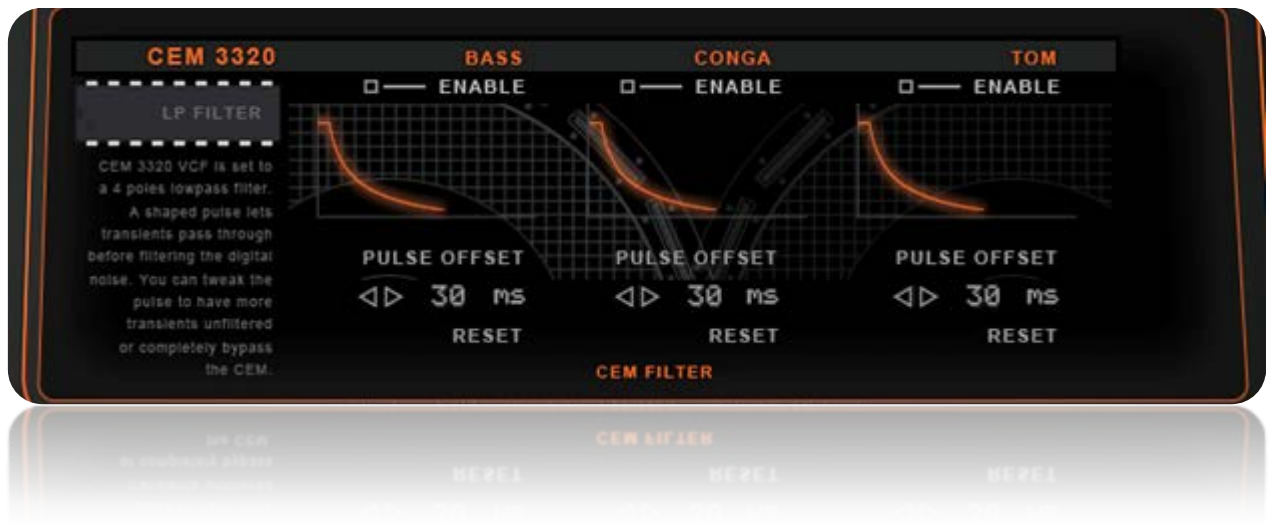 CEM 3320 BASS CONGA TOM
ENABLE ENABLE ENABLE
LP FILTER
CEM 3320 VCF is set to
a 4 poles lowpass filter.
A shaped pulse lets
transients pass through
before filtering the digital
noise. You can tweak the
pulse to have more
transients unfiltered
or completely bypass
the CEM.
PULSE OFFSET PULSE OFFSET PULSE OFFSET
30 ms 30 ms 30 ms
RESET RESET RESET
CEM FILTER